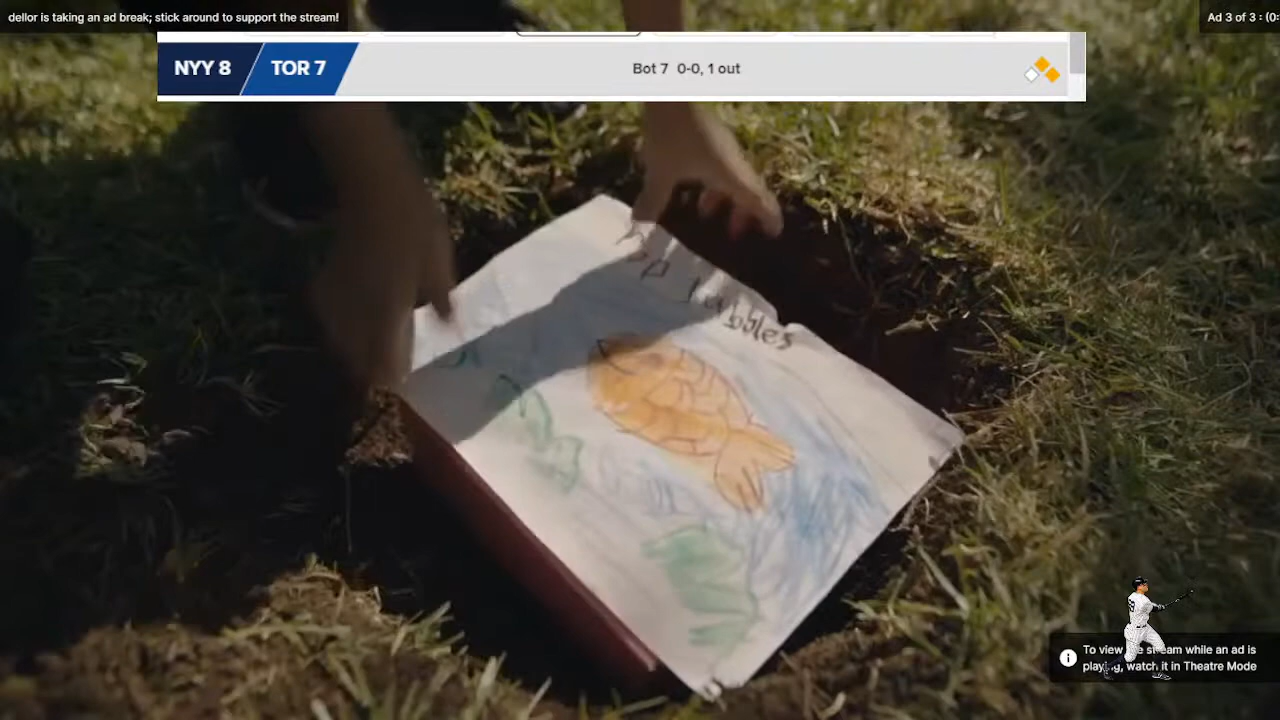 dellor is taking an ad break; stick around to support the stream!
Ad 3 of 3 : (0:
NYY 8
TOR 7
Bot 7 0-0, 1 out
To view the stream while an ad is
playing, watch it in Theatre Mode